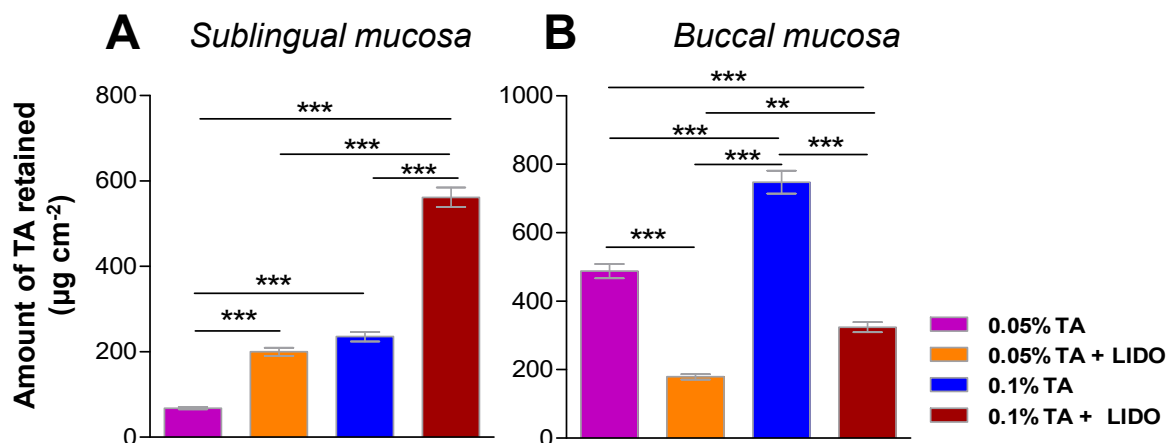 A Sublingual mucosa
B Buccal mucosa
Amount of TA retained
(µg cm-2)
800
600
400
200
0
***
***
***
***
***
1000
800
600
400
200
0
***
**
***
***
***
***
0.05% TA
0.05% TA + LIDO
0.1% TA
0.1% TA + LIDO